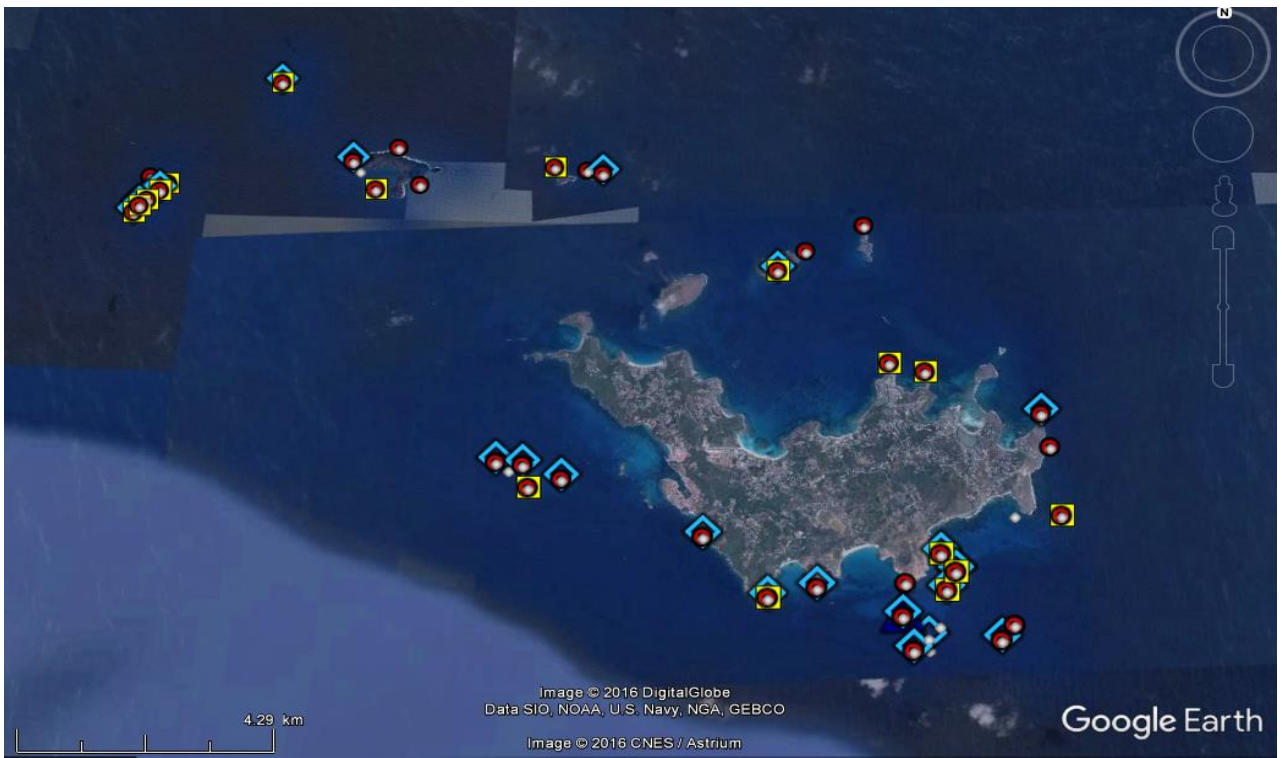 N
4.29 km
Image © 2016 DigitalGlobe
Data SIO, NOAA, U.S. Navy, NGA, GEBCO
Image © 2016 CNES / Astrium
Google Earth